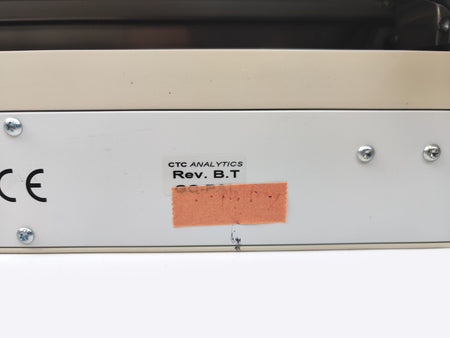 CE
CTC ANALYTICS
Rev. B.T